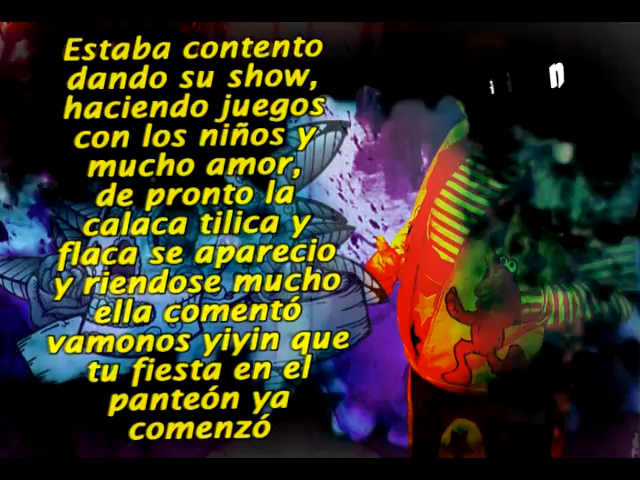 Estaba contento
dando su show,
haciendo juegos
con los niños y
mucho amor,
de pronto la
calaca tilica y
flaca se aparecio
y riendose mucho
ella comentó
vamonos yiyin que
tu fiesta en el
panteón ya
comenzó